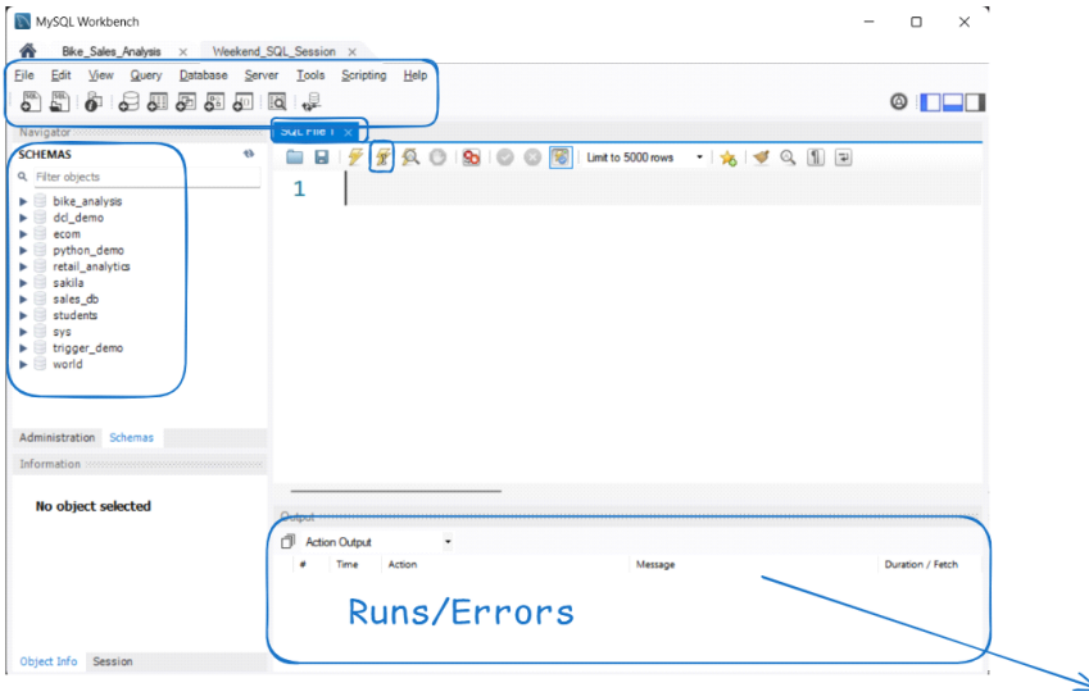 MySQL Workbench
Bike_Sales_Analysis Weekend_SQL_Session
File Edit View Query Database Server Tools Scripting Help
Navigator
SQL File 1
SCHEMAS
Filter objects
Limit to 5000 rows
1
bike_analysis
dcl_demo
ecom
python_demo
retail_analytics
sakila
sales_db
students
sys
trigger_demo
world
Administration Schemas
Information
No object selected
Output
Action Output
# Time Action Message Duration / Fetch
Runs/Errors
Object Info Session